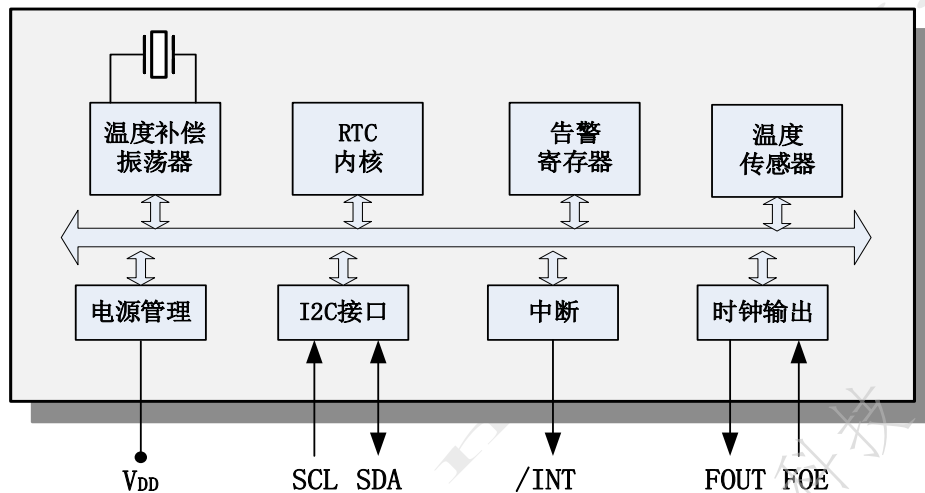 温度补偿
振荡器
RTC
内核
告警
寄存器
温度
传感器
电源管理
I2C接口
中断
时钟输出
VDD
SCL SDA
/INT
FOUT FOE
科技